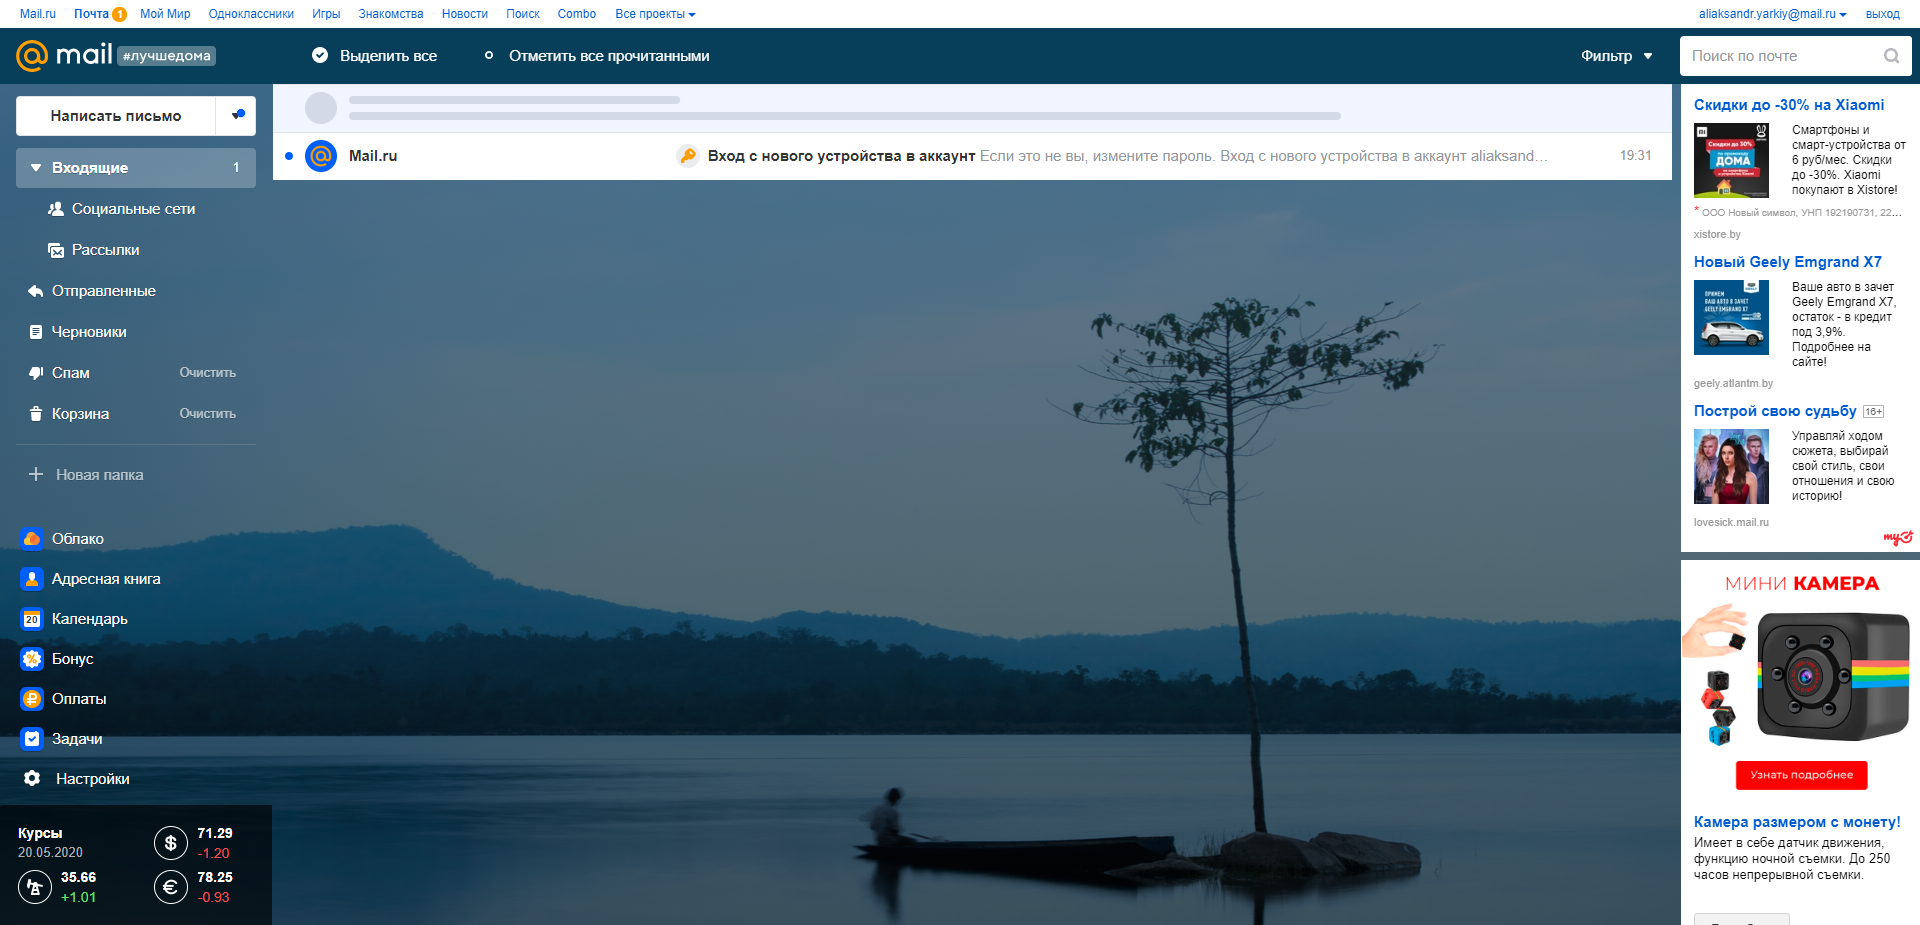 Mail.ru Почта 1 Мой Мир Одноклассники Игры Знакомства Новости Поиск Combo Все проекты aliaksandr.yarkiy@mail.ru выход
mail #лучшедома Выделить все Отметить все прочитанными Фильтр Поиск по почте
Написать письмо
Входящие 1
Социальные сети
Рассылки
Отправленные
Черновики
Спам Очистить
Корзина Очистить
Новая папка
Облако
Адресная книга
20 Календарь
Бонус
Оплаты
Задачи
Настройки
Курсы
20.05.2020
$ 71.29
-1.20
35.66
+1.01
€ 78.25
-0.93
Mail.ru Вход с нового устройства в аккаунт Если это не вы, измените пароль. Вход с нового устройства в аккаунт aliaksand… 19:31
Скидки до -30% на Xiaomi
Скидки до 30%
ДОМА
Смартфоны и
смарт-устройства от
6 руб/мес. Скидки
до -30%. Xiaomi
покупают в Xistore!
* ООО Новый символ, УНП 192190731, 22...
xistore.by
Новый Geely Emgrand X7
ПРИМЕМ
ВАШ АВТО В ЗАЧЕТ
GEELY EMGRAND X7
Ваше авто в зачет
Geely Emgrand X7,
остаток - в кредит
под 3,9%.
Подробнее на
сайте!
geely.atlantm.by
Построй свою судьбу 16+
Управляй ходом
сюжета, выбирай
свой стиль, свои
отношения и свою
историю!
lovesick.mail.ru
my
МИНИ КАМЕРА
Узнать подробнее
Камера размером с монету!
Имеет в себе датчик движения,
функцию ночной съемки. До 250
часов непрерывной съемки.